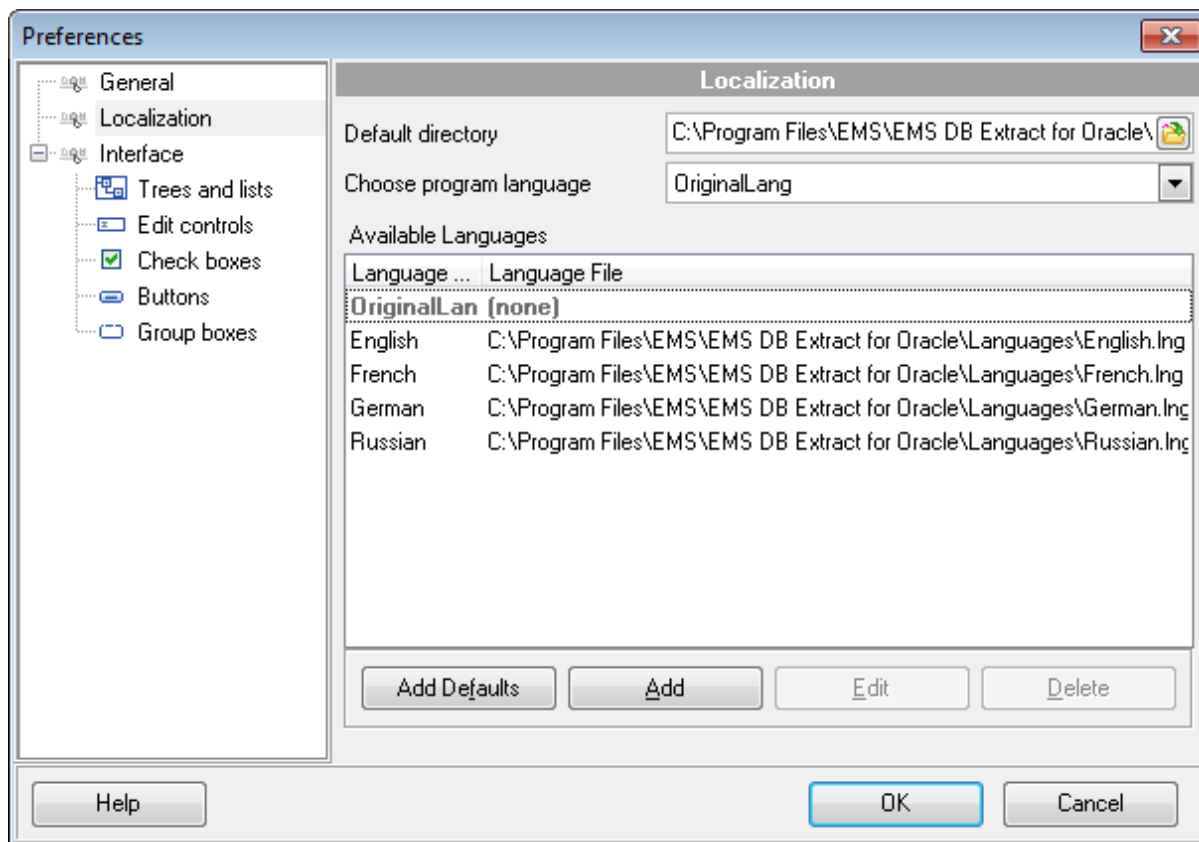 Preferences
General
Localization
Interface
Trees and lists
Edit controls
Check boxes
Buttons
Group boxes
Localization
Default directory C:\Program Files\EMS\EMS DB Extract for Oracle\
Choose program language OriginalLang
Available Languages
Language ... Language File
OriginalLan (none)
English C:\Program Files\EMS\EMS DB Extract for Oracle\Languages\English.lng
French C:\Program Files\EMS\EMS DB Extract for Oracle\Languages\French.lng
German C:\Program Files\EMS\EMS DB Extract for Oracle\Languages\German.lng
Russian C:\Program Files\EMS\EMS DB Extract for Oracle\Languages\Russian.lng
Add Defaults Add Edit Delete
Help OK Cancel